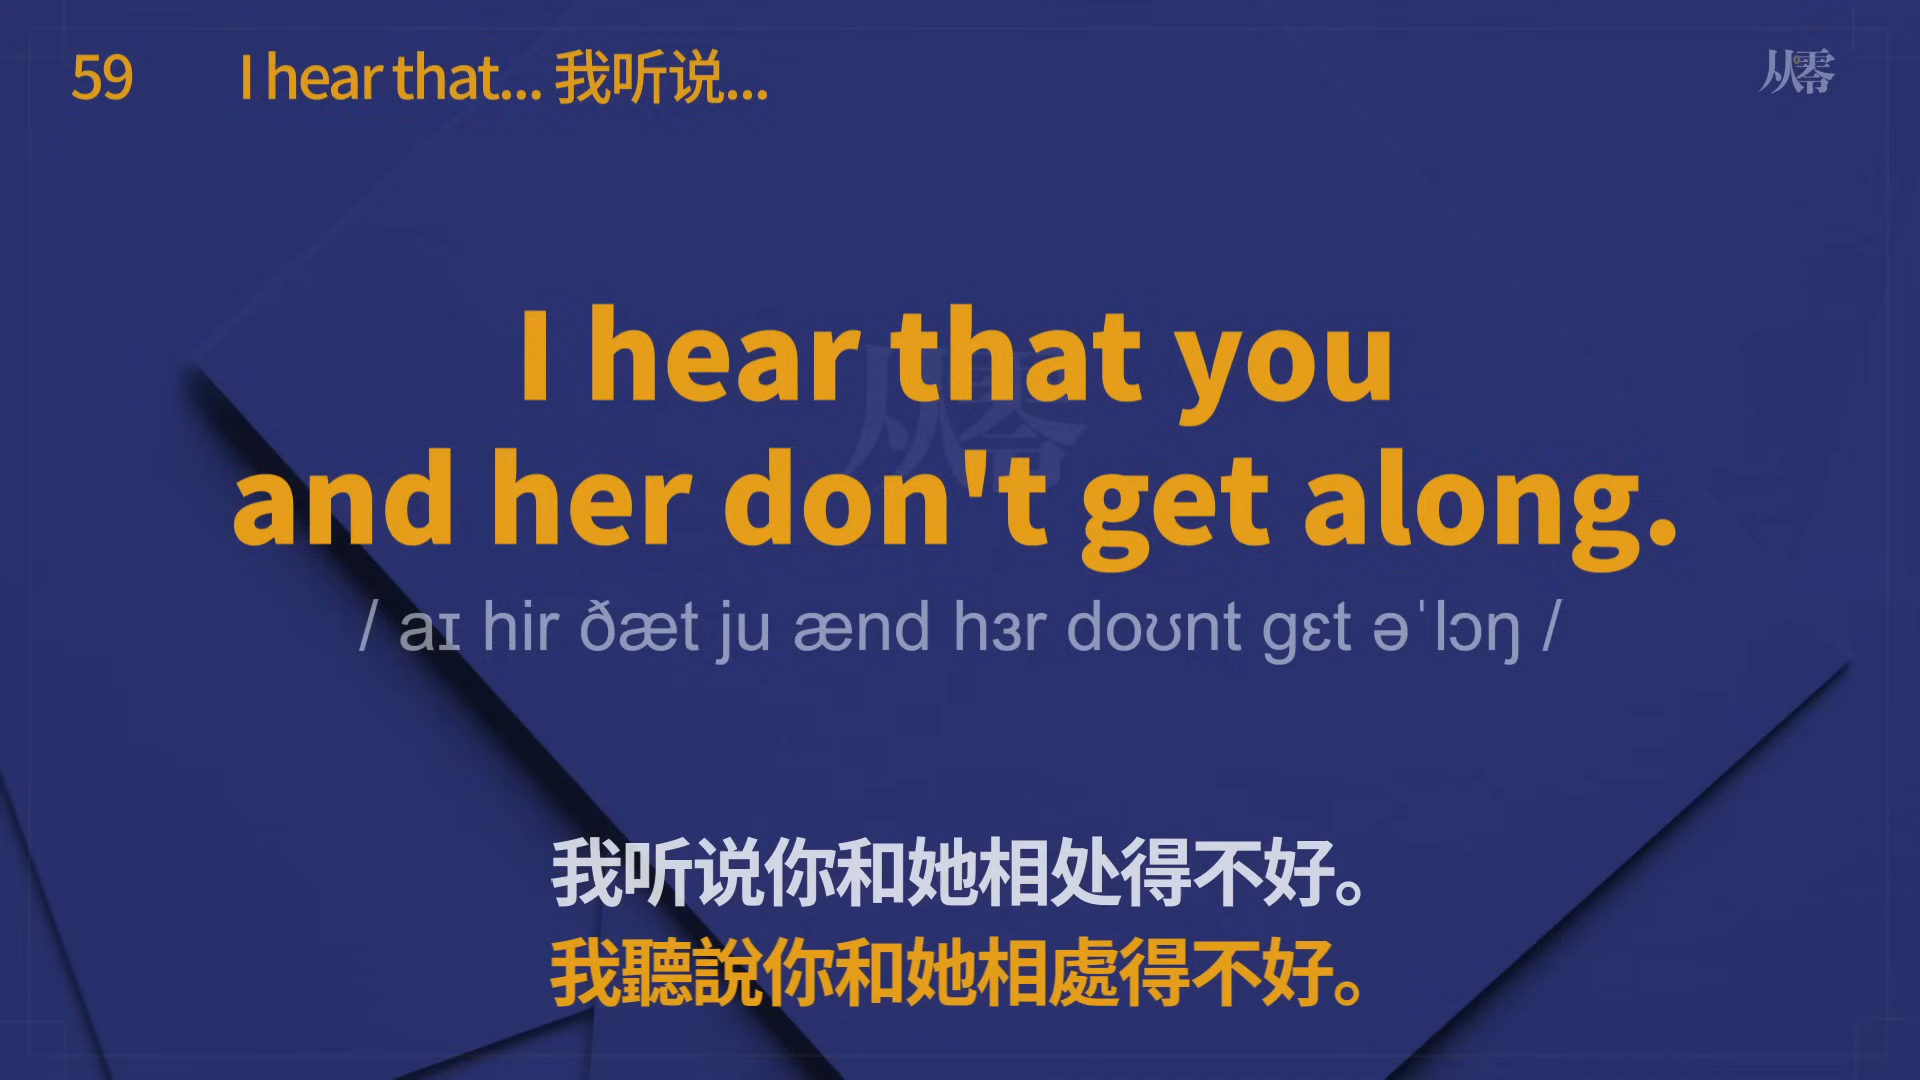 59 I hear that... 我听说...
从零
I hear that you
and her don't get along.
/ aɪ hir ðæt ju ænd hɜr doʊnt gɛt əˈlɔŋ /
我听说你和她相处得不好。
我聽說你和她相處得不好。